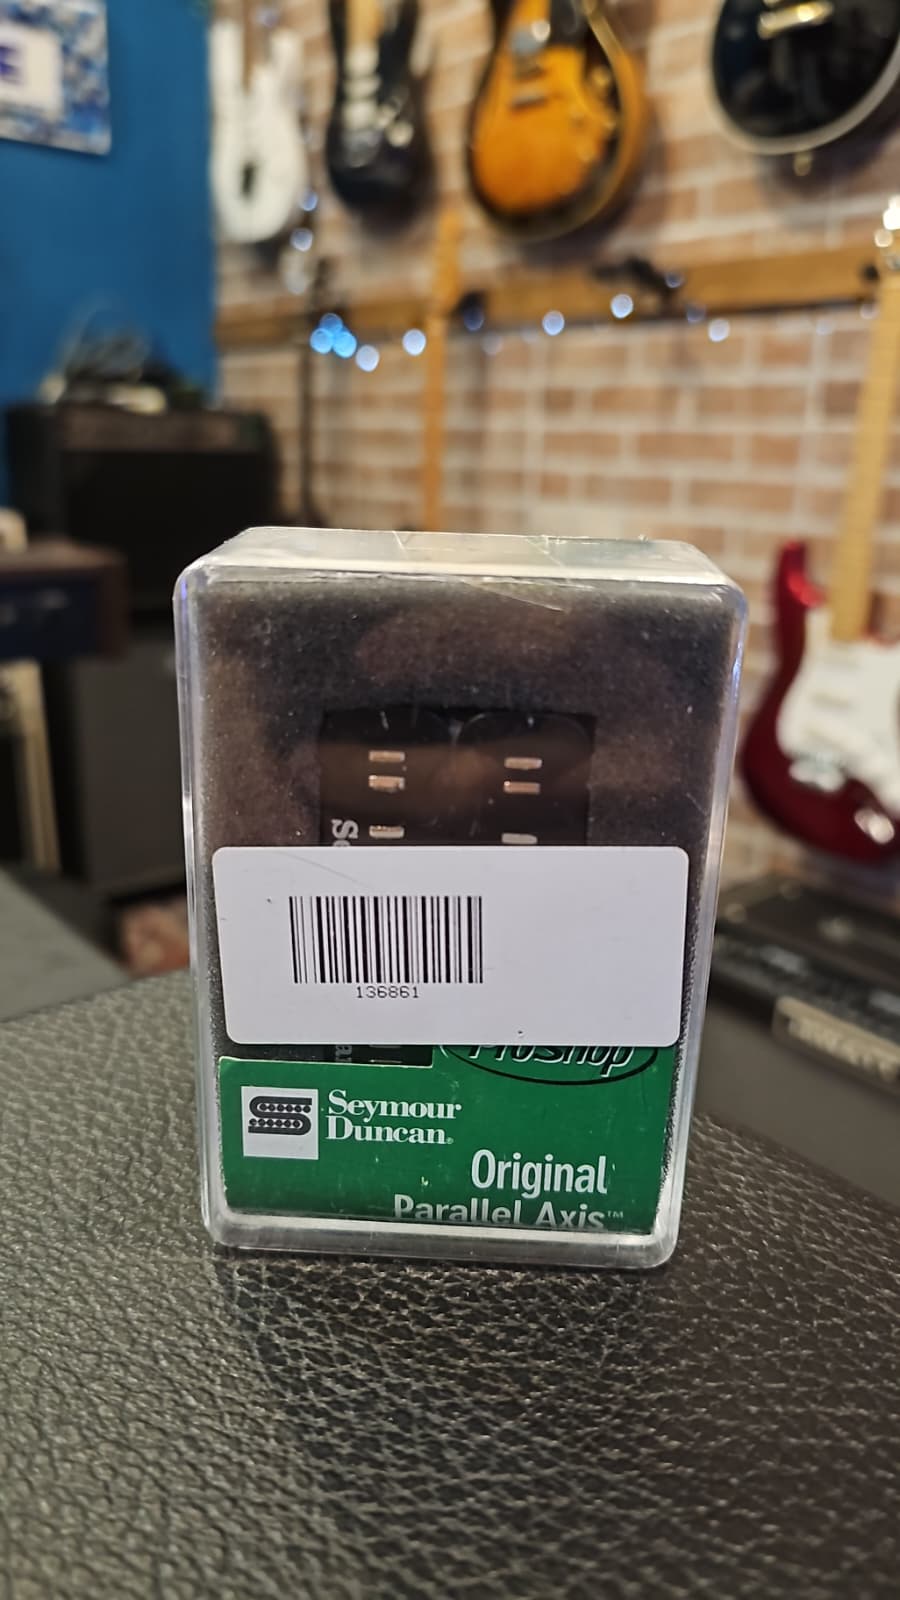 136861
ProShop
Seymour
Duncan
Original
Parallel Axis™